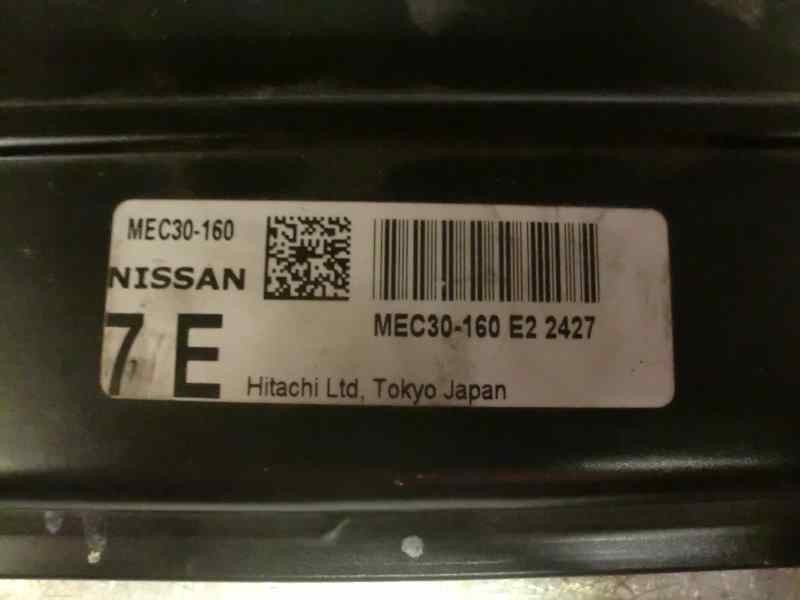 MEC30-160
NISSAN
MEC30-160 E2 2427
7 E
Hitachi Ltd, Tokyo Japan